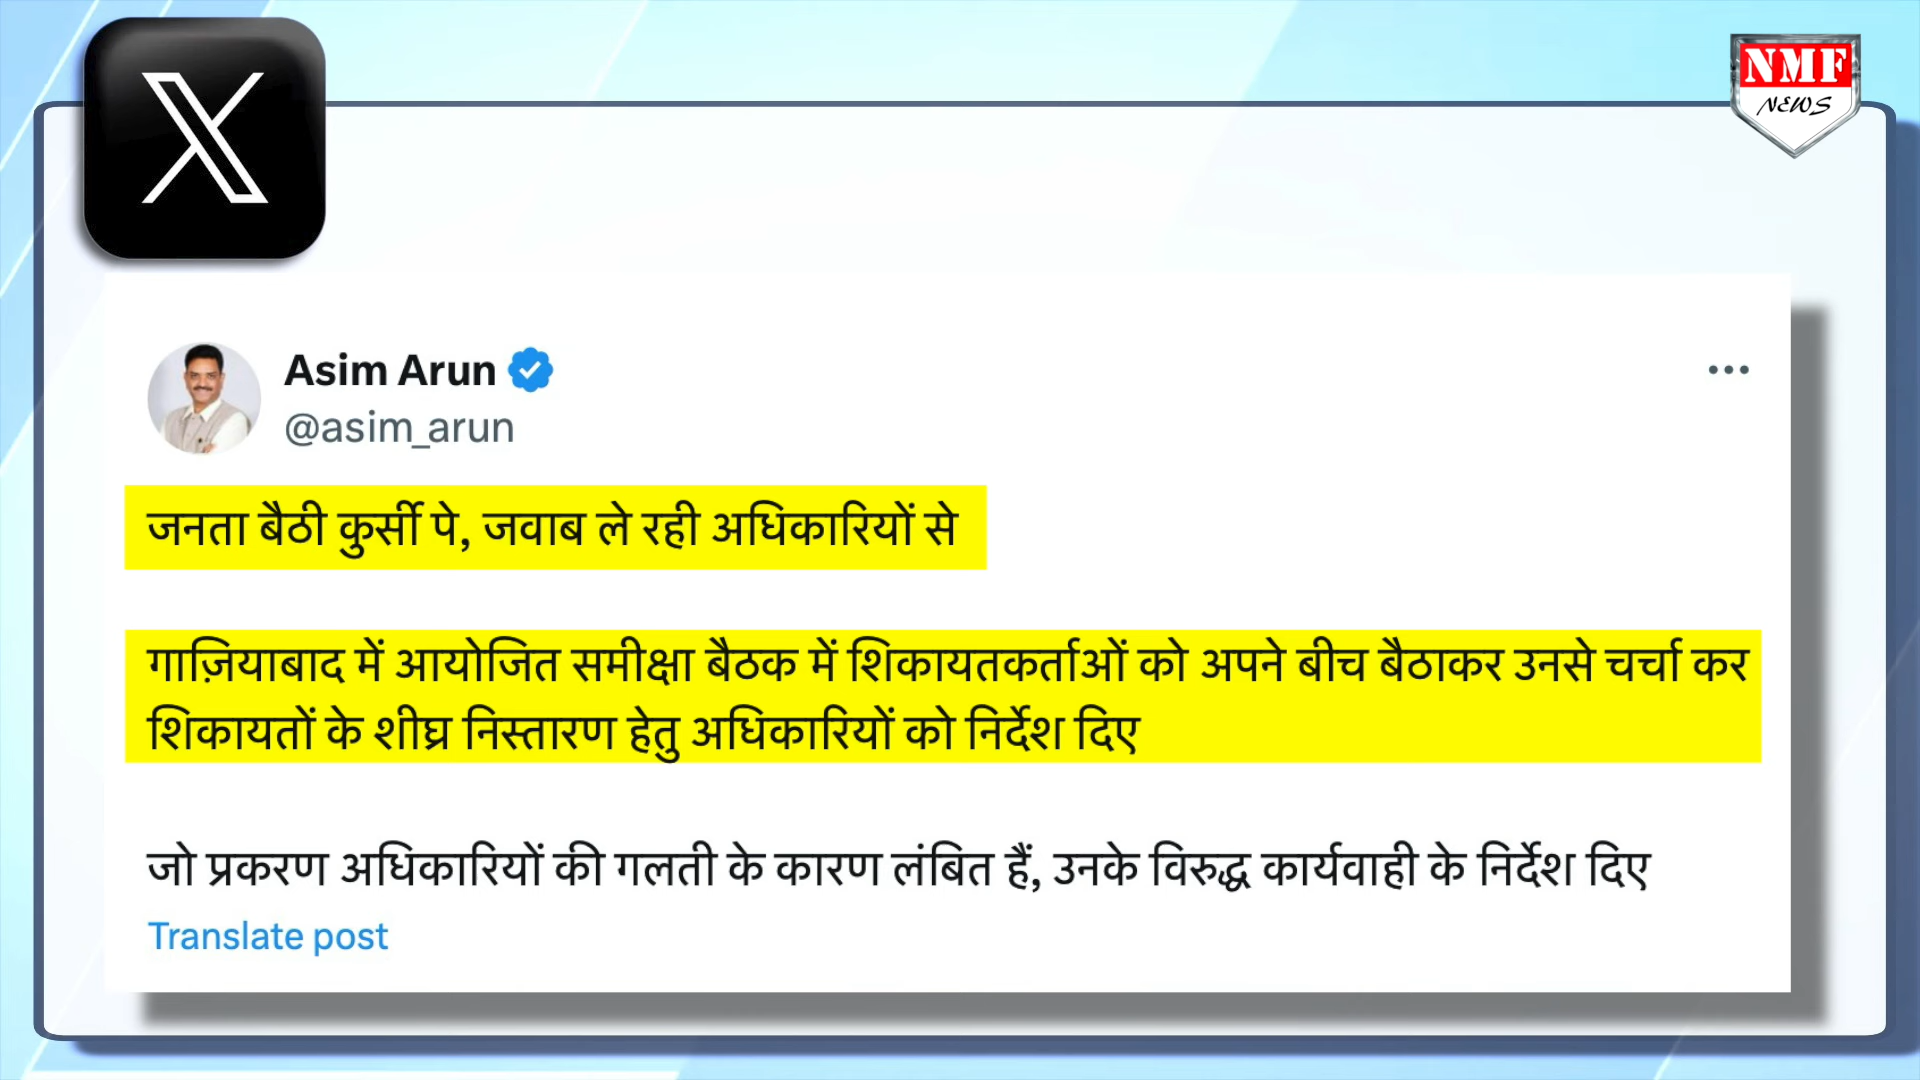 NMF
NEWS
Asim Arun
@asim_arun
जनता बैठी कुर्सी पे, जवाब ले रही अधिकारियों से
गाज़ियाबाद में आयोजित समीक्षा बैठक में शिकायतकर्ताओं को अपने बीच बैठाकर उनसे चर्चा कर
शिकायतों के शीघ्र निस्तारण हेतु अधिकारियों को निर्देश दिए
जो प्रकरण अधिकारियों की गलती के कारण लंबित हैं, उनके विरुद्ध कार्यवाही के निर्देश दिए
Translate post